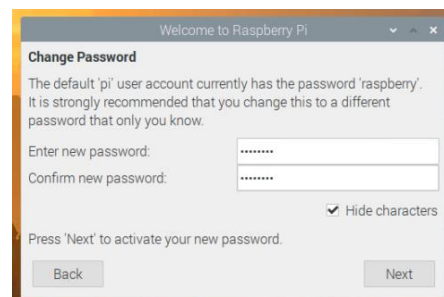 Welcome to Raspberry Pi
Change Password
The default 'pi' user account currently has the password 'raspberry'.
It is strongly recommended that you change this to a different
password that only you know.
Enter new password: ••••••••
Confirm new password: ••••••••
Hide characters
Press 'Next' to activate your new password.
Back Next